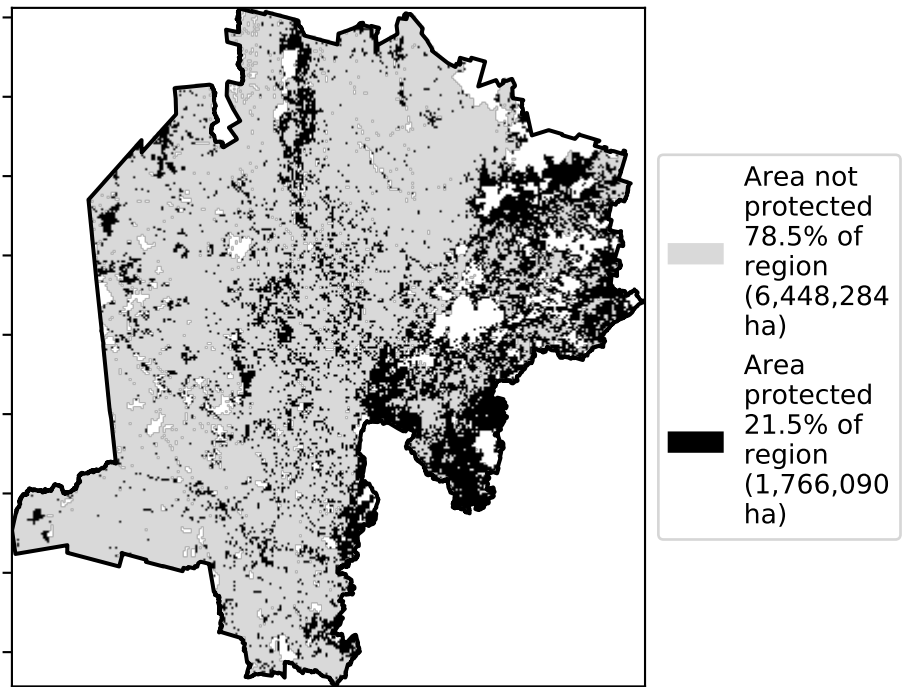 Area not
protected
78.5% of
region
(6,448,284
ha)
Area
protected
21.5% of
region
(1,766,090
ha)